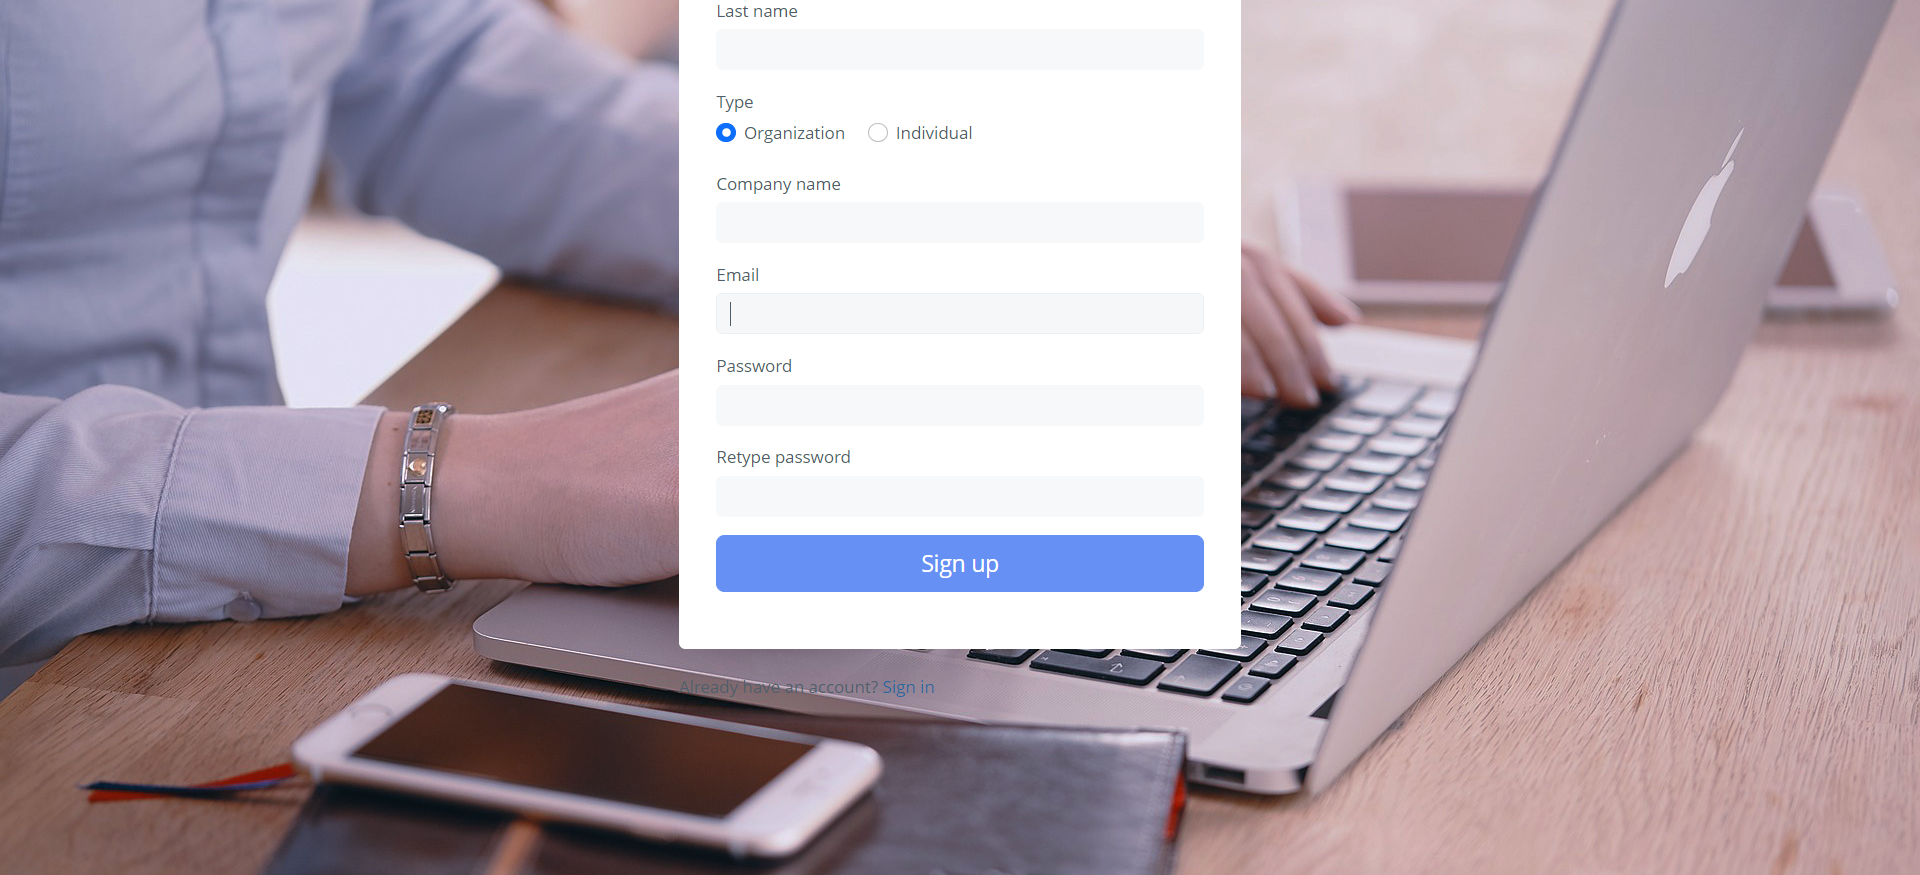 Last name
Type
Organization Individual
Company name
Email
Password
Retype password
Sign up
Already have an account? Sign in